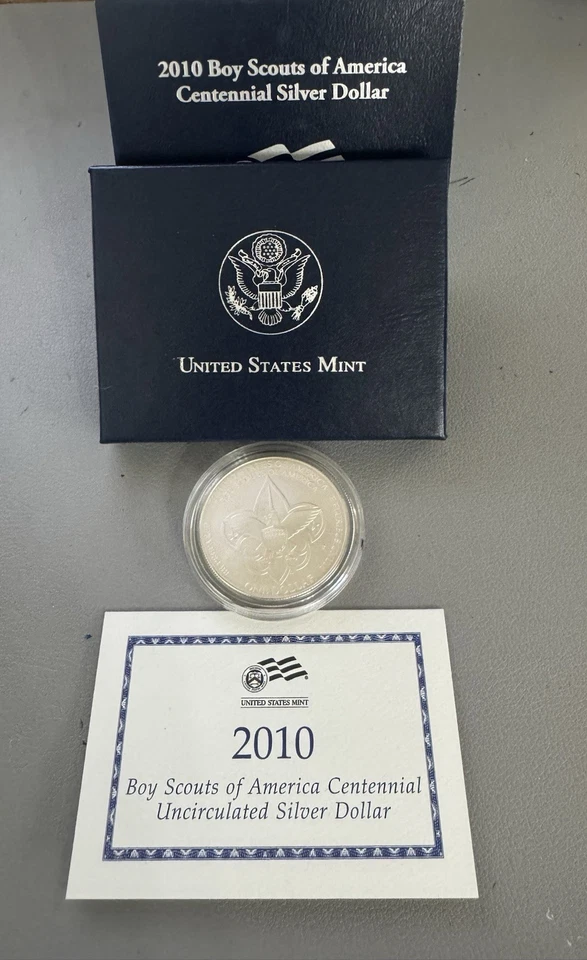 2010 Boy Scouts of America
Centennial Silver Dollar
UNITED STATES MINT
ONE DOLLAR
UNITED STATES MINT
2010
Boy Scouts of America Centennial
Uncirculated Silver Dollar